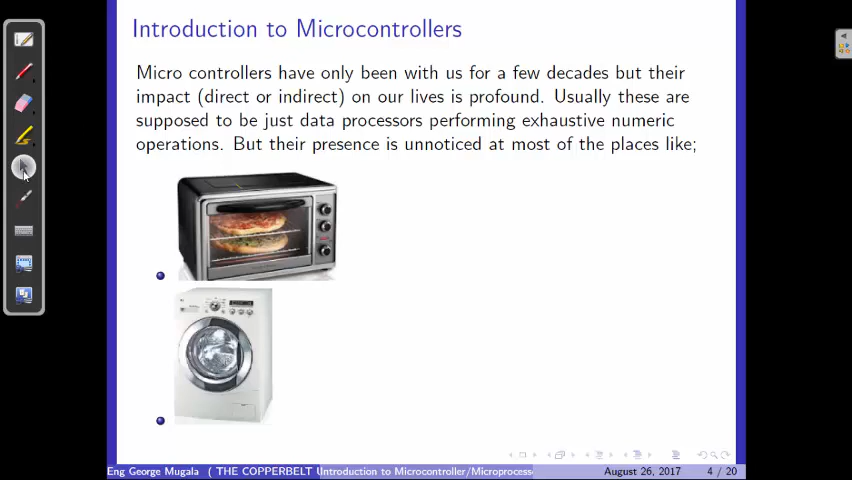 Introduction to Microcontrollers
Micro controllers have only been with us for a few decades but their
impact (direct or indirect) on our lives is profound. Usually these are
supposed to be just data processors performing exhaustive numeric
operations. But their presence is unnoticed at most of the places like;
Eng George Mugala ( THE COPPERBELT Introduction to Microcontroller/Microprocess August 26, 2017 4 / 20